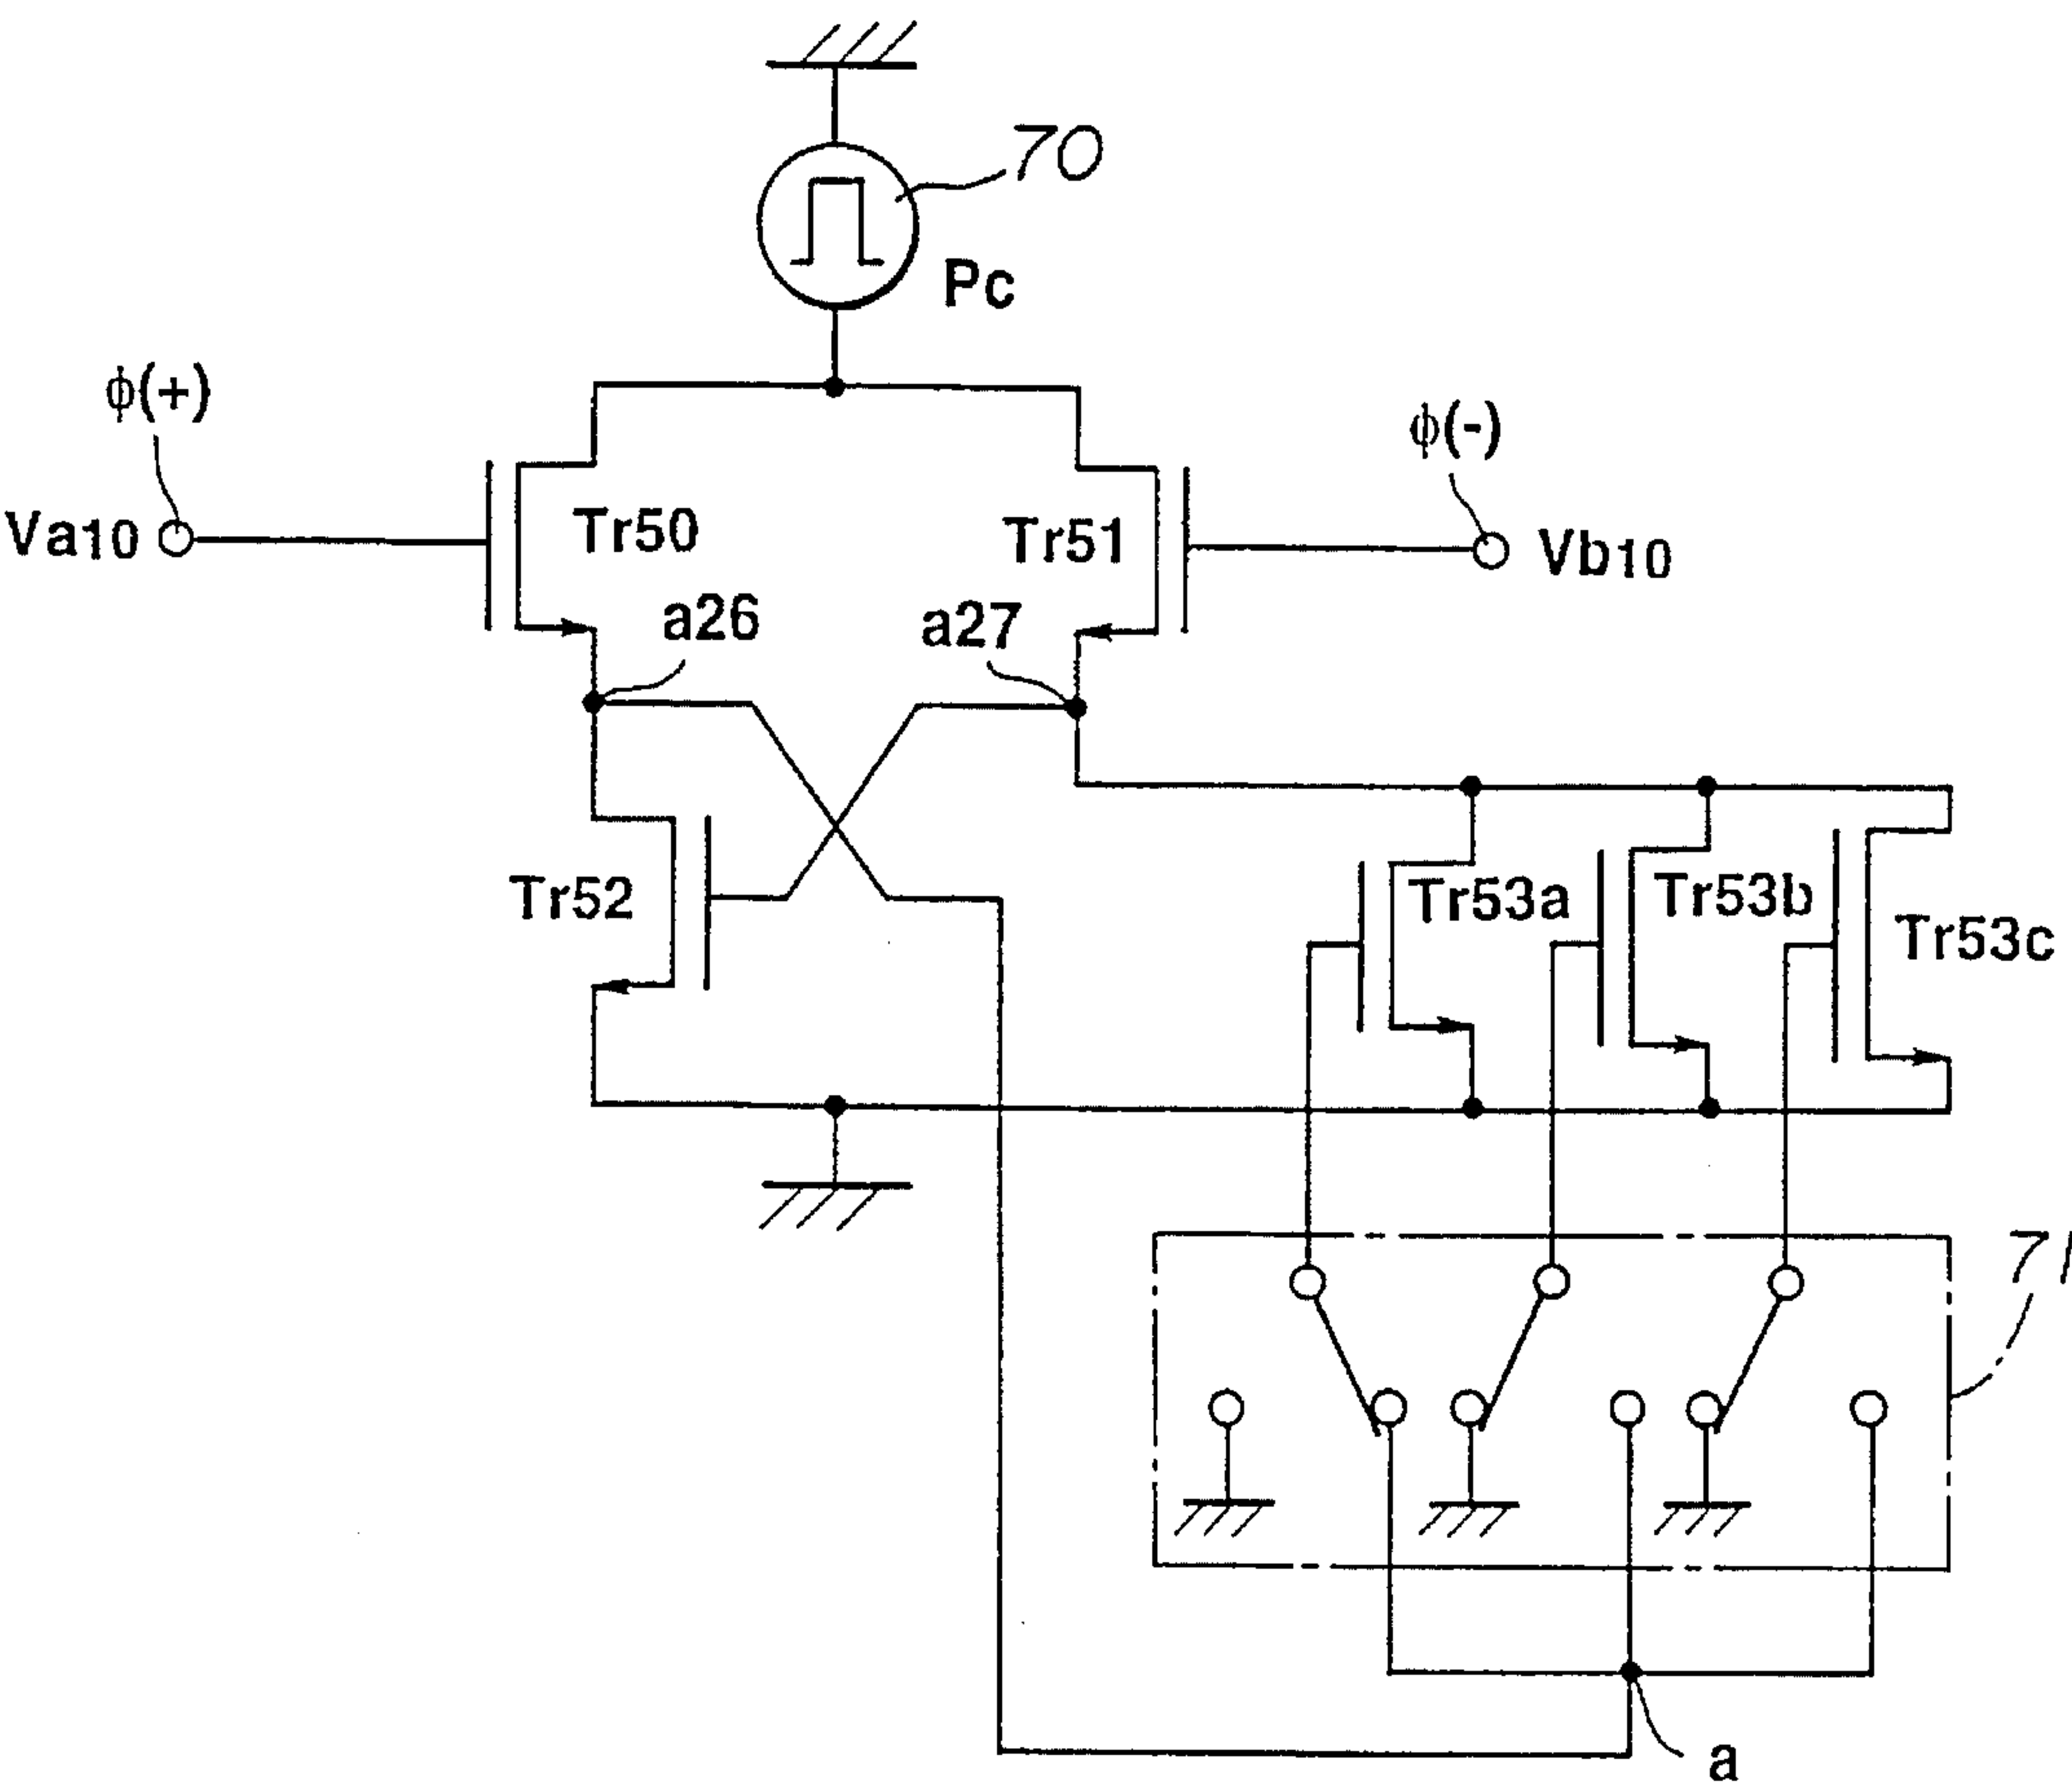 70
Pc
ϕ(+)
ϕ(-)
Va10
Tr50
Tr51
Vb10
a26
a27
Tr52
Tr53a
Tr53b
Tr53c
71
a